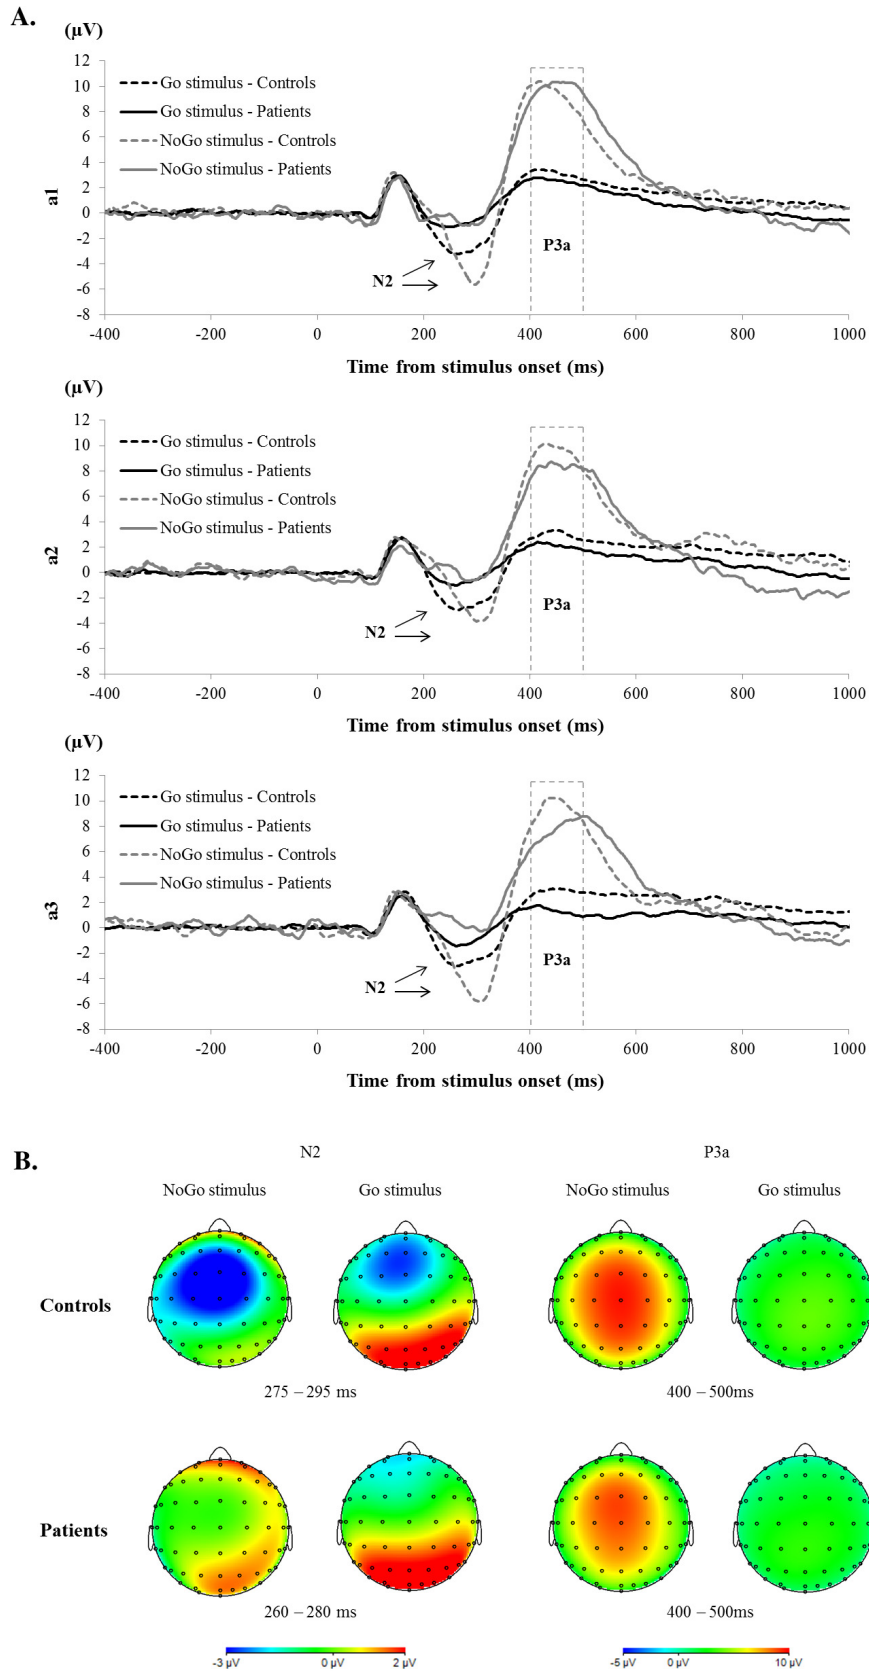 A.
(µV)
12
10
8
6
4
2
0
-2
-4
-6
-8
a1
Go stimulus - Controls
Go stimulus - Patients
NoGo stimulus - Controls
NoGo stimulus - Patients
N2
P3a
-400 -200 0 200 400 600 800 1000
Time from stimulus onset (ms)
(µV)
12
10
8
6
4
2
0
-2
-4
-6
-8
a2
Go stimulus - Controls
Go stimulus - Patients
NoGo stimulus - Controls
NoGo stimulus - Patients
N2
P3a
-400 -200 0 200 400 600 800 1000
Time from stimulus onset (ms)
(µV)
12
10
8
6
4
2
0
-2
-4
-6
-8
a3
Go stimulus - Controls
Go stimulus - Patients
NoGo stimulus - Controls
NoGo stimulus - Patients
N2
P3a
-400 -200 0 200 400 600 800 1000
Time from stimulus onset (ms)
B.
N2 P3a
NoGo stimulus Go stimulus NoGo stimulus Go stimulus
Controls
275 – 295 ms 400 – 500ms
Patients
260 – 280 ms 400 – 500ms
-3 µV 0 µV 2 µV -5 µV 0 µV 10 µV